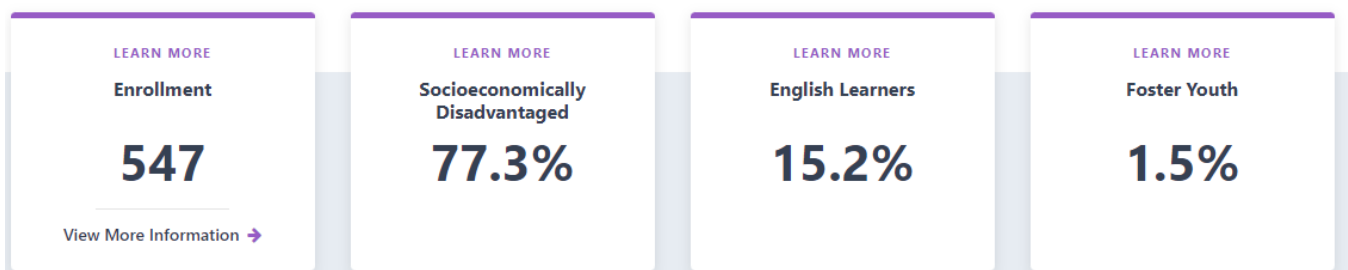 LEARN MORE
Enrollment
547
View More Information
LEARN MORE
Socioeconomically
Disadvantaged
77.3%
LEARN MORE
English Learners
15.2%
LEARN MORE
Foster Youth
1.5%